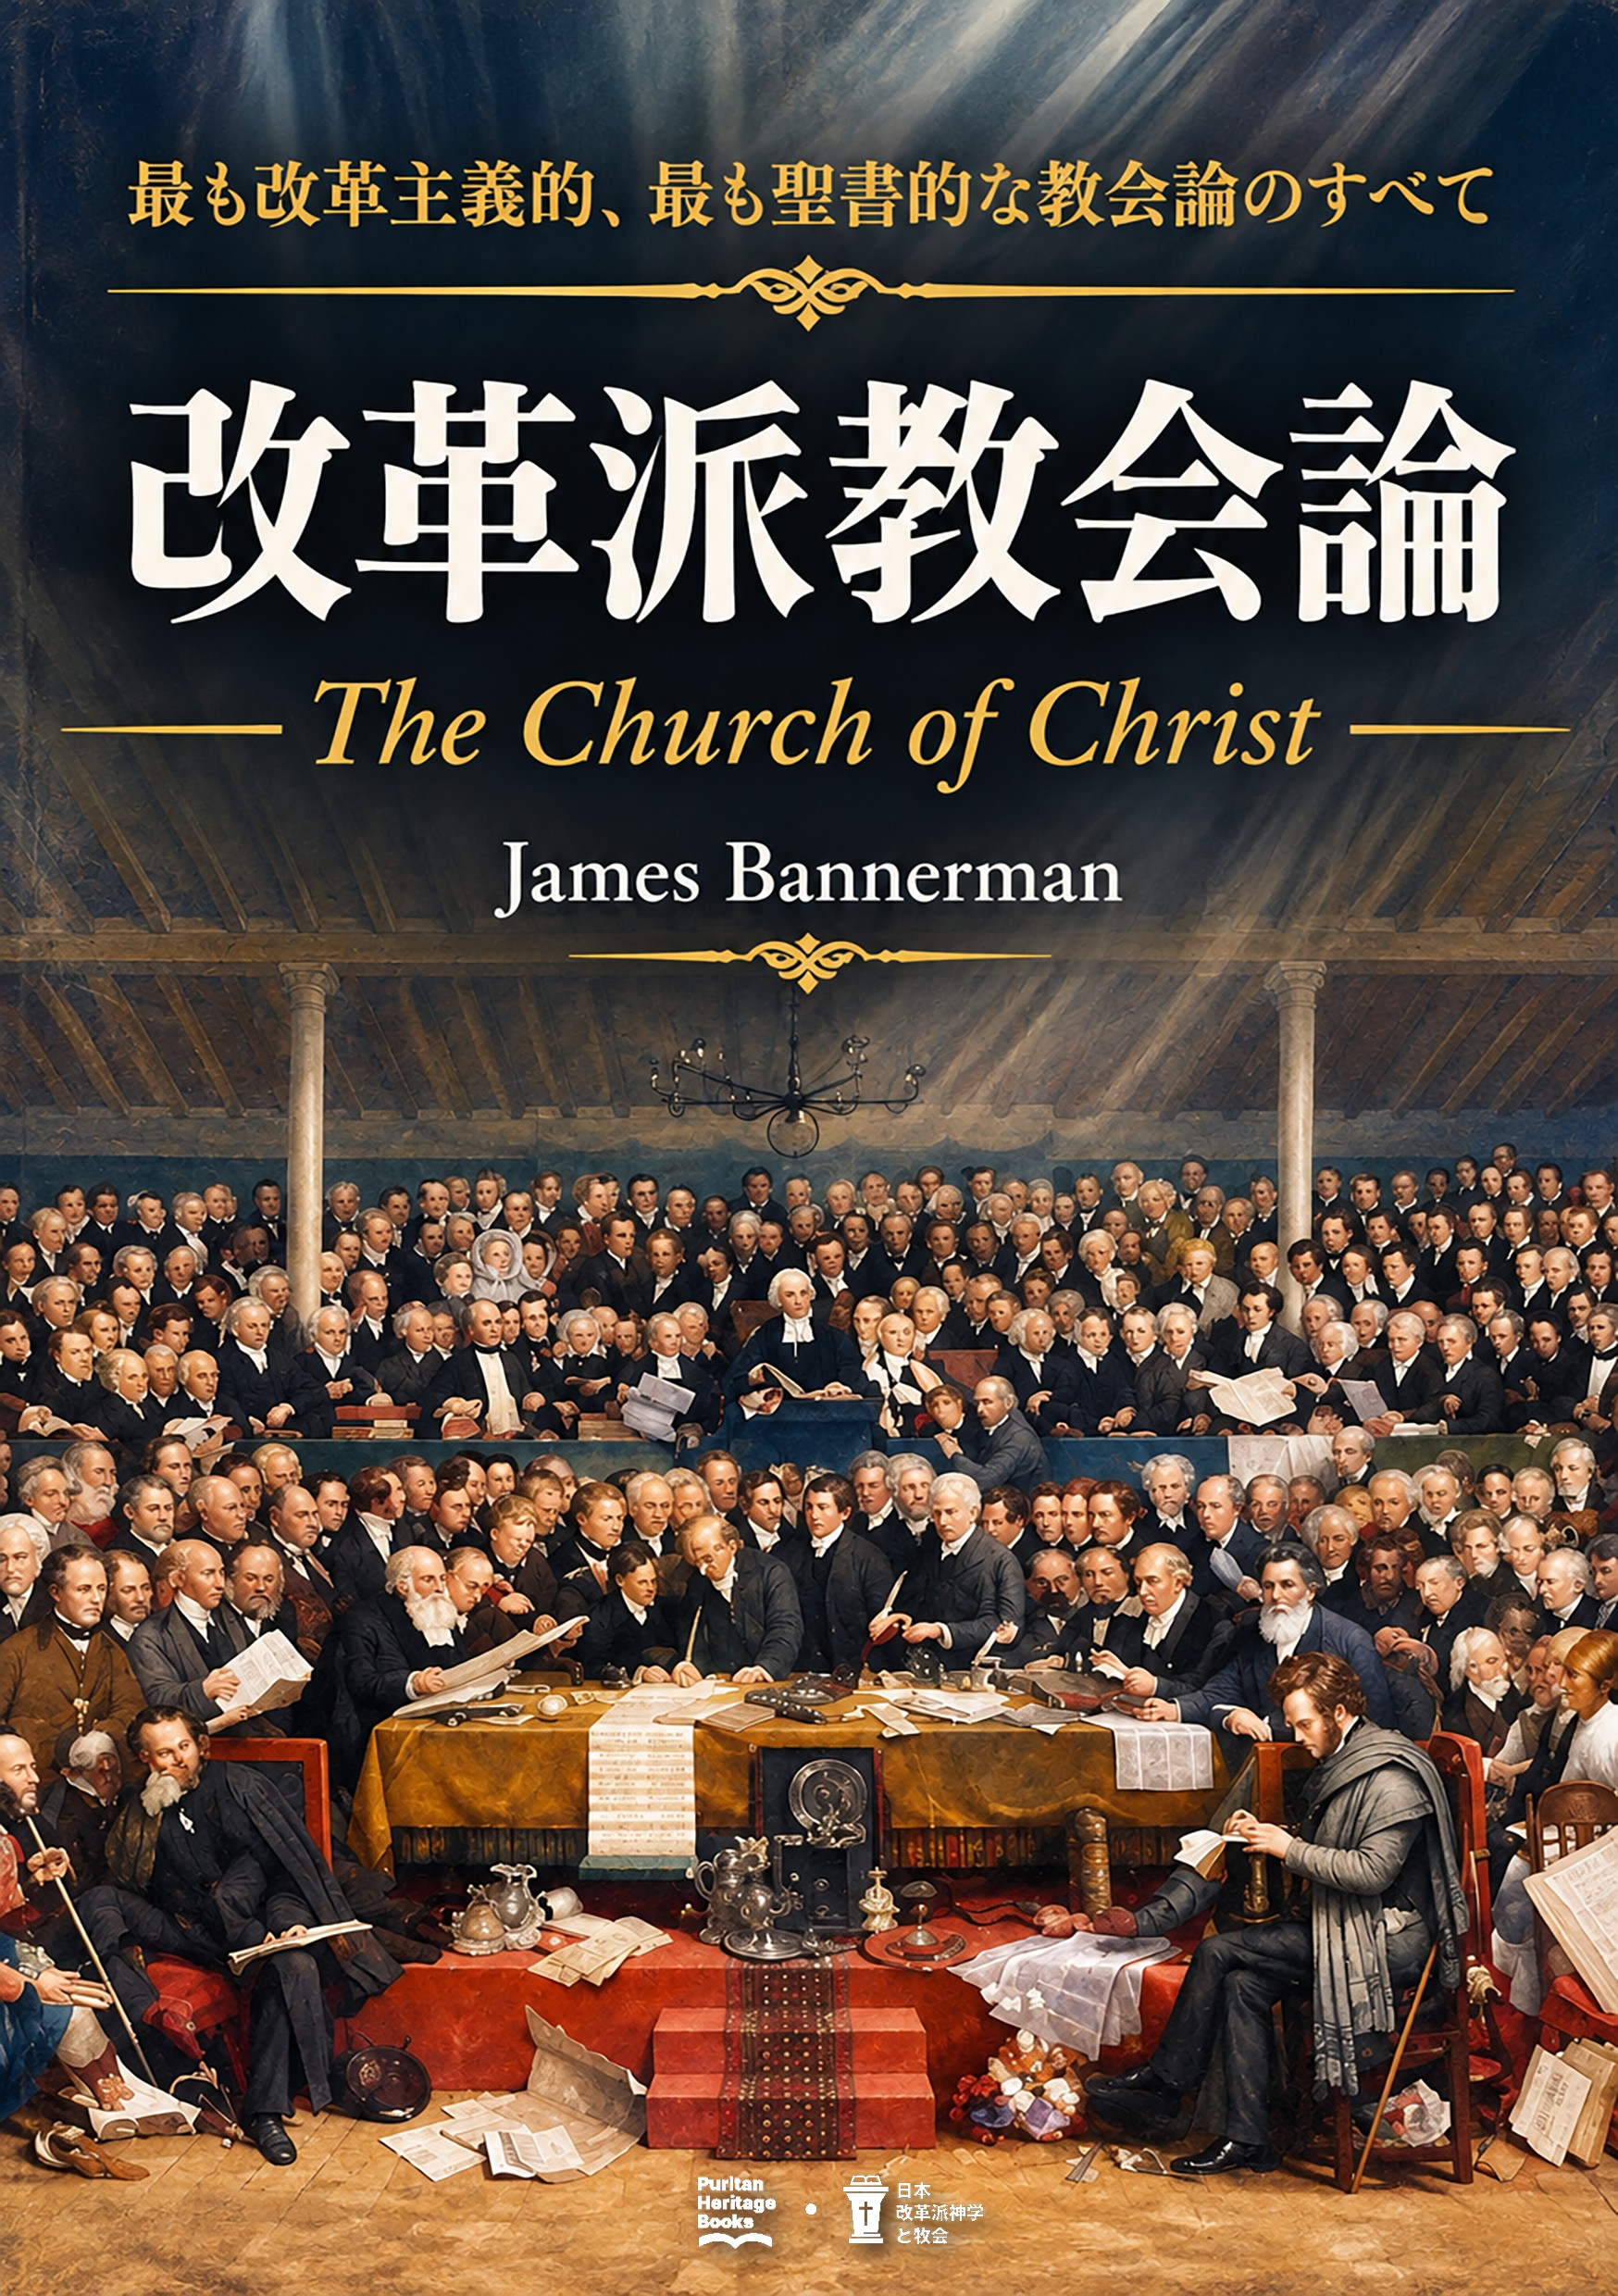 最も改革主義的、最も聖書的な教会論のすべて
改革派教会論
The Church of Christ
James Bannerman
Puritan
Heritage
Books
日本
改革派神学
と牧会